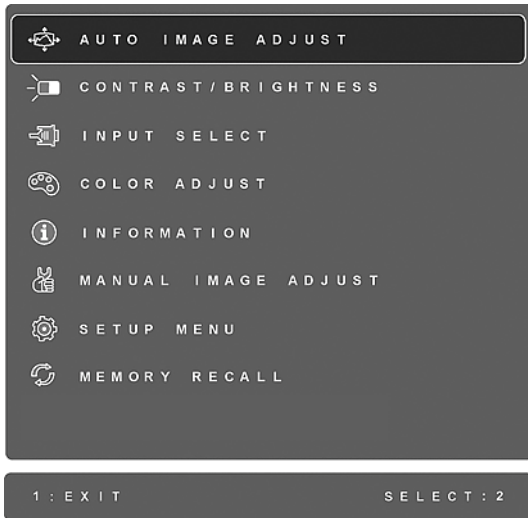 AUTO IMAGE ADJUST
CONTRAST/BRIGHTNESS
INPUT SELECT
COLOR ADJUST
INFORMATION
MANUAL IMAGE ADJUST
SETUP MENU
MEMORY RECALL
1:EXIT SELECT:2